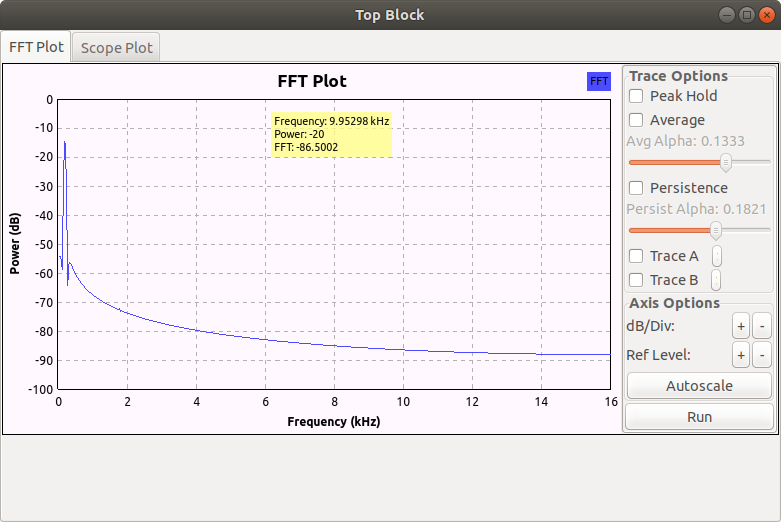 Top Block
FFT Plot
Scope Plot
FFT Plot
FFT
Frequency: 9.95298 kHz
Power: -20
FFT: -86.5002
0
-10
-20
-30
-40
-50
-60
-70
-80
-90
-100
Power (dB)
0 2 4 6 8 10 12 14 16
Frequency (kHz)
Trace Options
Peak Hold
Average
Avg Alpha: 0.1333
Persistence
Persist Alpha: 0.1821
Trace A
Trace B
Axis Options
dB/Div: + -
Ref Level: + -
Autoscale
Run